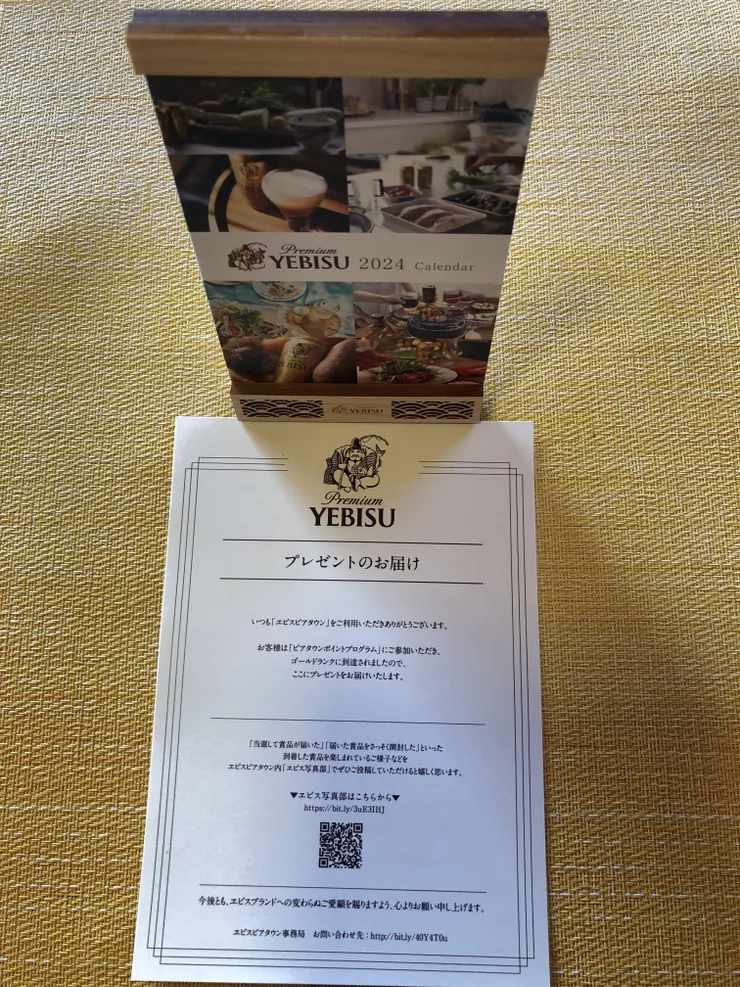 Premium
YEBISU 2024 Calendar
YEBISU
YEBISU
Premium
YEBISU
プレゼントのお届け
いつも「ヱビスビアタウン」をご利用いただきありがとうございます。
お客様は「ビアタウンポイントプログラム」にご参加いただき、
ゴールドランクに到達されましたので、
ここにプレゼントをお届けいたします。
「当選して賞品が届いた」「届いた賞品をさっそく開封した」といった
到着した賞品を楽しまれているご様子などを
ヱビスビアタウン内「ヱビス写真部」でぜひご投稿していただけると嬉しく思います。
▼ヱビス写真部はこちらから▼
https://bit.ly/3uE3IHJ
今後とも、ヱビスブランドへの変わらぬご愛顧を賜りますよう、心よりお願い申し上げます。
ヱビスビアタウン事務局 お問い合わせ先：http://bit.ly/40Y4T0u